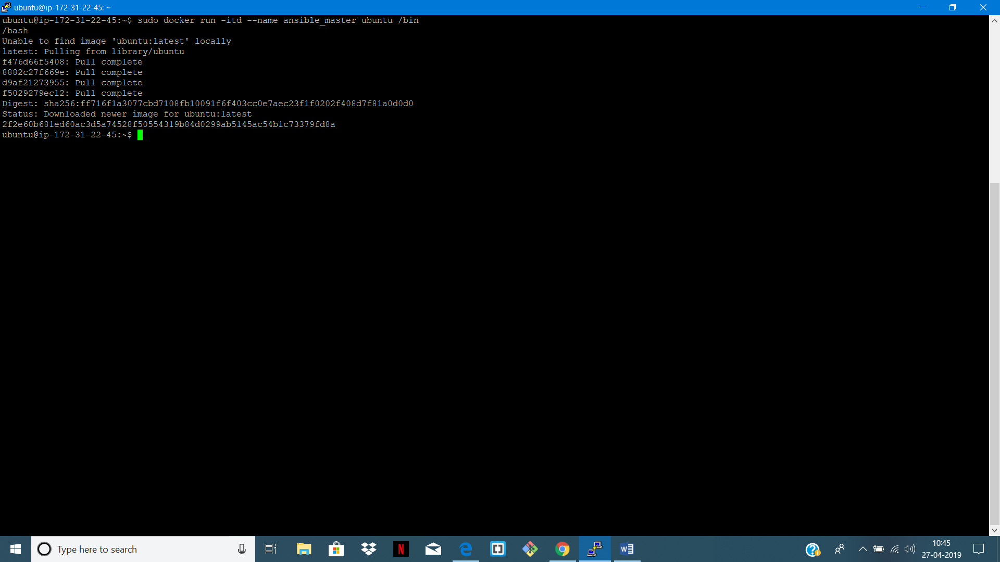 ubuntu@ip-172-31-22-45: ~
ubuntu@ip-172-31-22-45:~$ sudo docker run -itd --name ansible_master ubuntu /bin
/bash
Unable to find image 'ubuntu:latest' locally
latest: Pulling from library/ubuntu
f476d66f5408: Pull complete
8882c27f669e: Pull complete
d9af21273955: Pull complete
f5029279ec12: Pull complete
Digest: sha256:ff716f1a3077cbd7108fb10091f6f403cc0e7aec23f1f0202f408d7f81a0d0d0
Status: Downloaded newer image for ubuntu:latest
2f2e60b681ed60ac3d5a74528f50554319b84d0299ab5145ac54b1c73379fd8a
ubuntu@ip-172-31-22-45:~$
Type here to search
N
W
10:45
27-04-2019